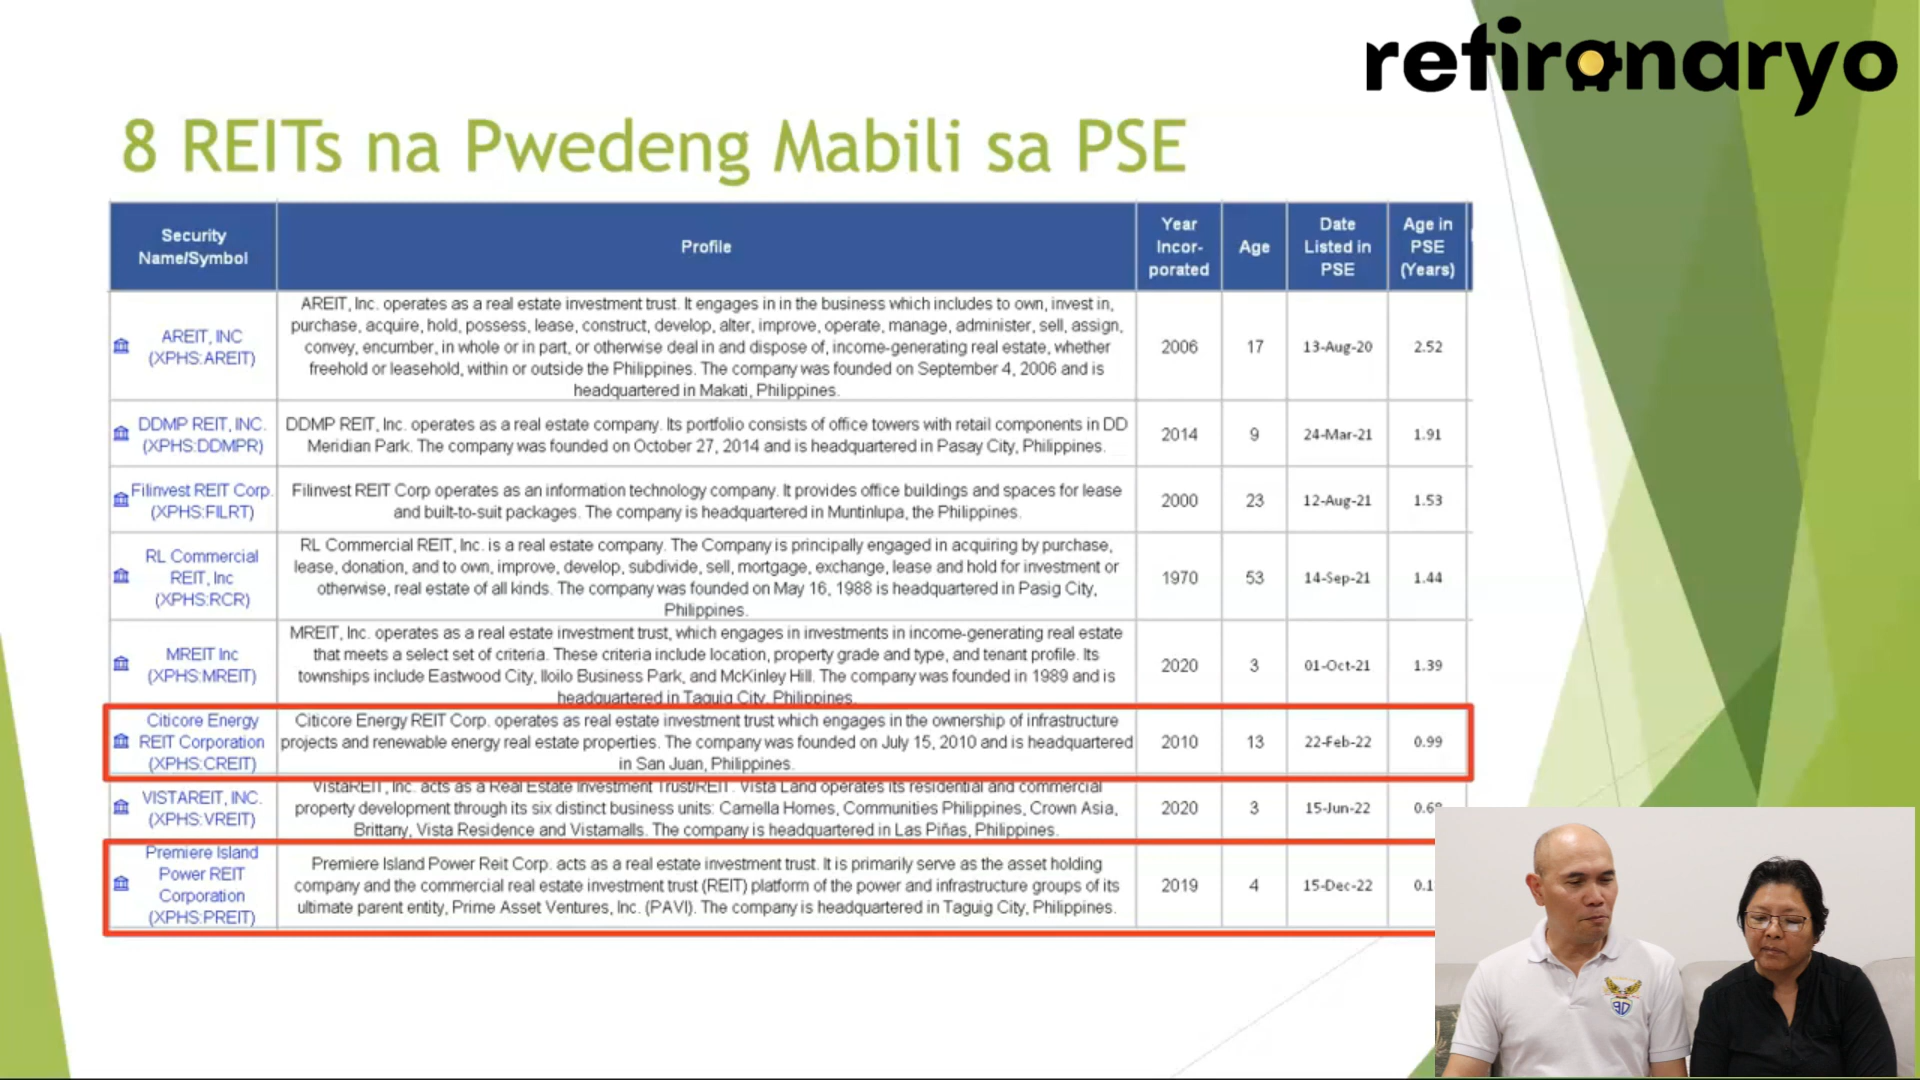 retiranaryo
8 REITs na Pwedeng Mabili sa PSE
Security
Name/Symbol
Profile
Year
Incor-
porated
Age
Date
Listed in
PSE
Age in
PSE
(Years)
AREIT, INC
(XPHS:AREIT)
AREIT, Inc. operates as a real estate investment trust. It engages in in the business which includes to own, invest in,
purchase, acquire, hold, possess, lease, construct, develop, alter, improve, operate, manage, administer, sell, assign,
convey, encumber, in whole or in part, or otherwise deal in and dispose of, income-generating real estate, whether
freehold or leasehold, within or outside the Philippines. The company was founded on September 4, 2006 and is
headquartered in Makati, Philippines.
2006
17
13-Aug-20
2.52
DDMP REIT, INC.
(XPHS:DDMPR)
DDMP REIT, Inc. operates as a real estate company. Its portfolio consists of office towers with retail components in DD
Meridian Park. The company was founded on October 27, 2014 and is headquartered in Pasay City, Philippines.
2014
9
24-Mar-21
1.91
Filinvest REIT Corp.
(XPHS:FILRT)
Filinvest REIT Corp operates as an information technology company. It provides office buildings and spaces for lease
and built-to-suit packages. The company is headquartered in Muntinlupa, the Philippines.
2000
23
12-Aug-21
1.53
RL Commercial
REIT, Inc
(XPHS:RCR)
RL Commercial REIT, Inc. is a real estate company. The Company is principally engaged in acquiring by purchase,
lease, donation, and to own, improve, develop, subdivide, sell, mortgage, exchange, lease and hold for investment or
otherwise, real estate of all kinds. The company was founded on May 16, 1988 is headquartered in Pasig City,
Philippines.
1970
53
14-Sep-21
1.44
MREIT Inc
(XPHS:MREIT)
MREIT, Inc. operates as a real estate investment trust, which engages in investments in income-generating real estate
that meets a select set of criteria. These criteria include location, property grade and type, and tenant profile. Its
townships include Eastwood City, Iloilo Business Park, and McKinley Hill. The company was founded in 1989 and is
headquartered in Taguig City, Philippines.
2020
3
01-Oct-21
1.39
Citicore Energy
REIT Corporation
(XPHS:CREIT)
Citicore Energy REIT Corp. operates as real estate investment trust which engages in the ownership of infrastructure
projects and renewable energy real estate properties. The company was founded on July 15, 2010 and is headquartered
in San Juan, Philippines.
2010
13
22-Feb-22
0.99
VISTAREIT, INC.
(XPHS:VREIT)
VistaREIT, Inc. acts as a Real Estate Investment Trust/REIT. Vista Land operates its residential and commercial
property development through its six distinct business units: Camella Homes, Communities Philippines, Crown Asia,
Brittany, Vista Residence and Vistamalls. The company is headquartered in Las Piñas, Philippines.
2020
3
15-Jun-22
Premiere Island
Power REIT
Corporation
(XPHS:PREIT)
Premiere Island Power Reit Corp. acts as a real estate investment trust. It is primarily serve as the asset holding
company and the commercial real estate investment trust (REIT) platform of the power and infrastructure groups of its
ultimate parent entity, Prime Asset Ventures, Inc. (PAVI). The company is headquartered in Taguig City, Philippines.
2019
4
15-Dec-22